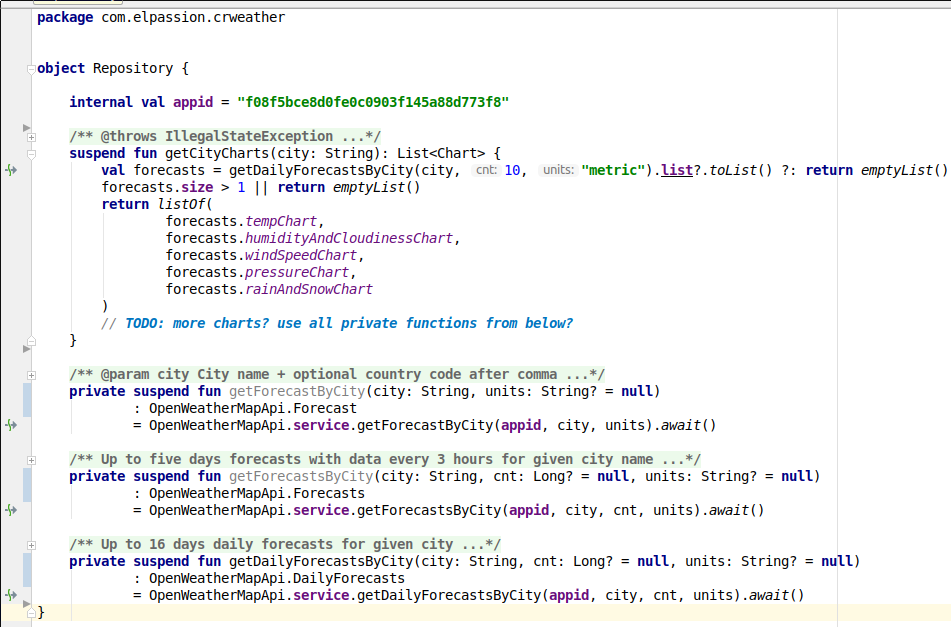 package com.elpassion.crweather
object Repository {
internal val appid = "f08f5bce8d0fe0c0903f145a88d773f8"
/** @throws IllegalStateException ...*/
suspend fun getCityCharts(city: String): List<Chart> {
val forecasts = getDailyForecastsByCity(city, cnt: 10, units: "metric").list?.toList() ?: return emptyList()
forecasts.size > 1 || return emptyList()
return listOf(
forecasts.tempChart,
forecasts.humidityAndCloudinessChart,
forecasts.windSpeedChart,
forecasts.pressureChart,
forecasts.rainAndSnowChart
)
// TODO: more charts? use all private functions from below?
}
/** @param city City name + optional country code after comma ...*/
private suspend fun getForecastByCity(city: String, units: String? = null)
: OpenWeatherMapApi.Forecast
= OpenWeatherMapApi.service.getForecastByCity(appid, city, units).await()
/** Up to five days forecasts with data every 3 hours for given city name ...*/
private suspend fun getForecastsByCity(city: String, cnt: Long? = null, units: String? = null)
: OpenWeatherMapApi.Forecasts
= OpenWeatherMapApi.service.getForecastsByCity(appid, city, cnt, units).await()
/** Up to 16 days daily forecasts for given city ...*/
private suspend fun getDailyForecastsByCity(city: String, cnt: Long? = null, units: String? = null)
: OpenWeatherMapApi.DailyForecasts
= OpenWeatherMapApi.service.getDailyForecastsByCity(appid, city, cnt, units).await()
}